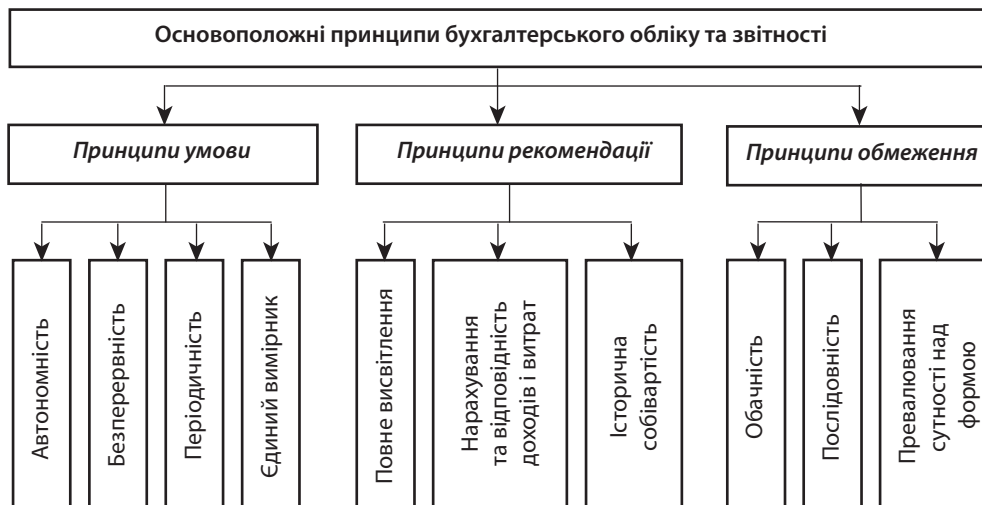 Основоположні принципи бухгалтерського обліку та звітності
Принципи умови
Принципи рекомендації
Принципи обмеження
Автономність
Безперервність
Періодичність
Єдиний вимірник
Повне висвітлення
Нарахування
та відповідність
доходів і витрат
Історична
собівартість
Обачність
Послідовність
Превалювання
сутності над
формою